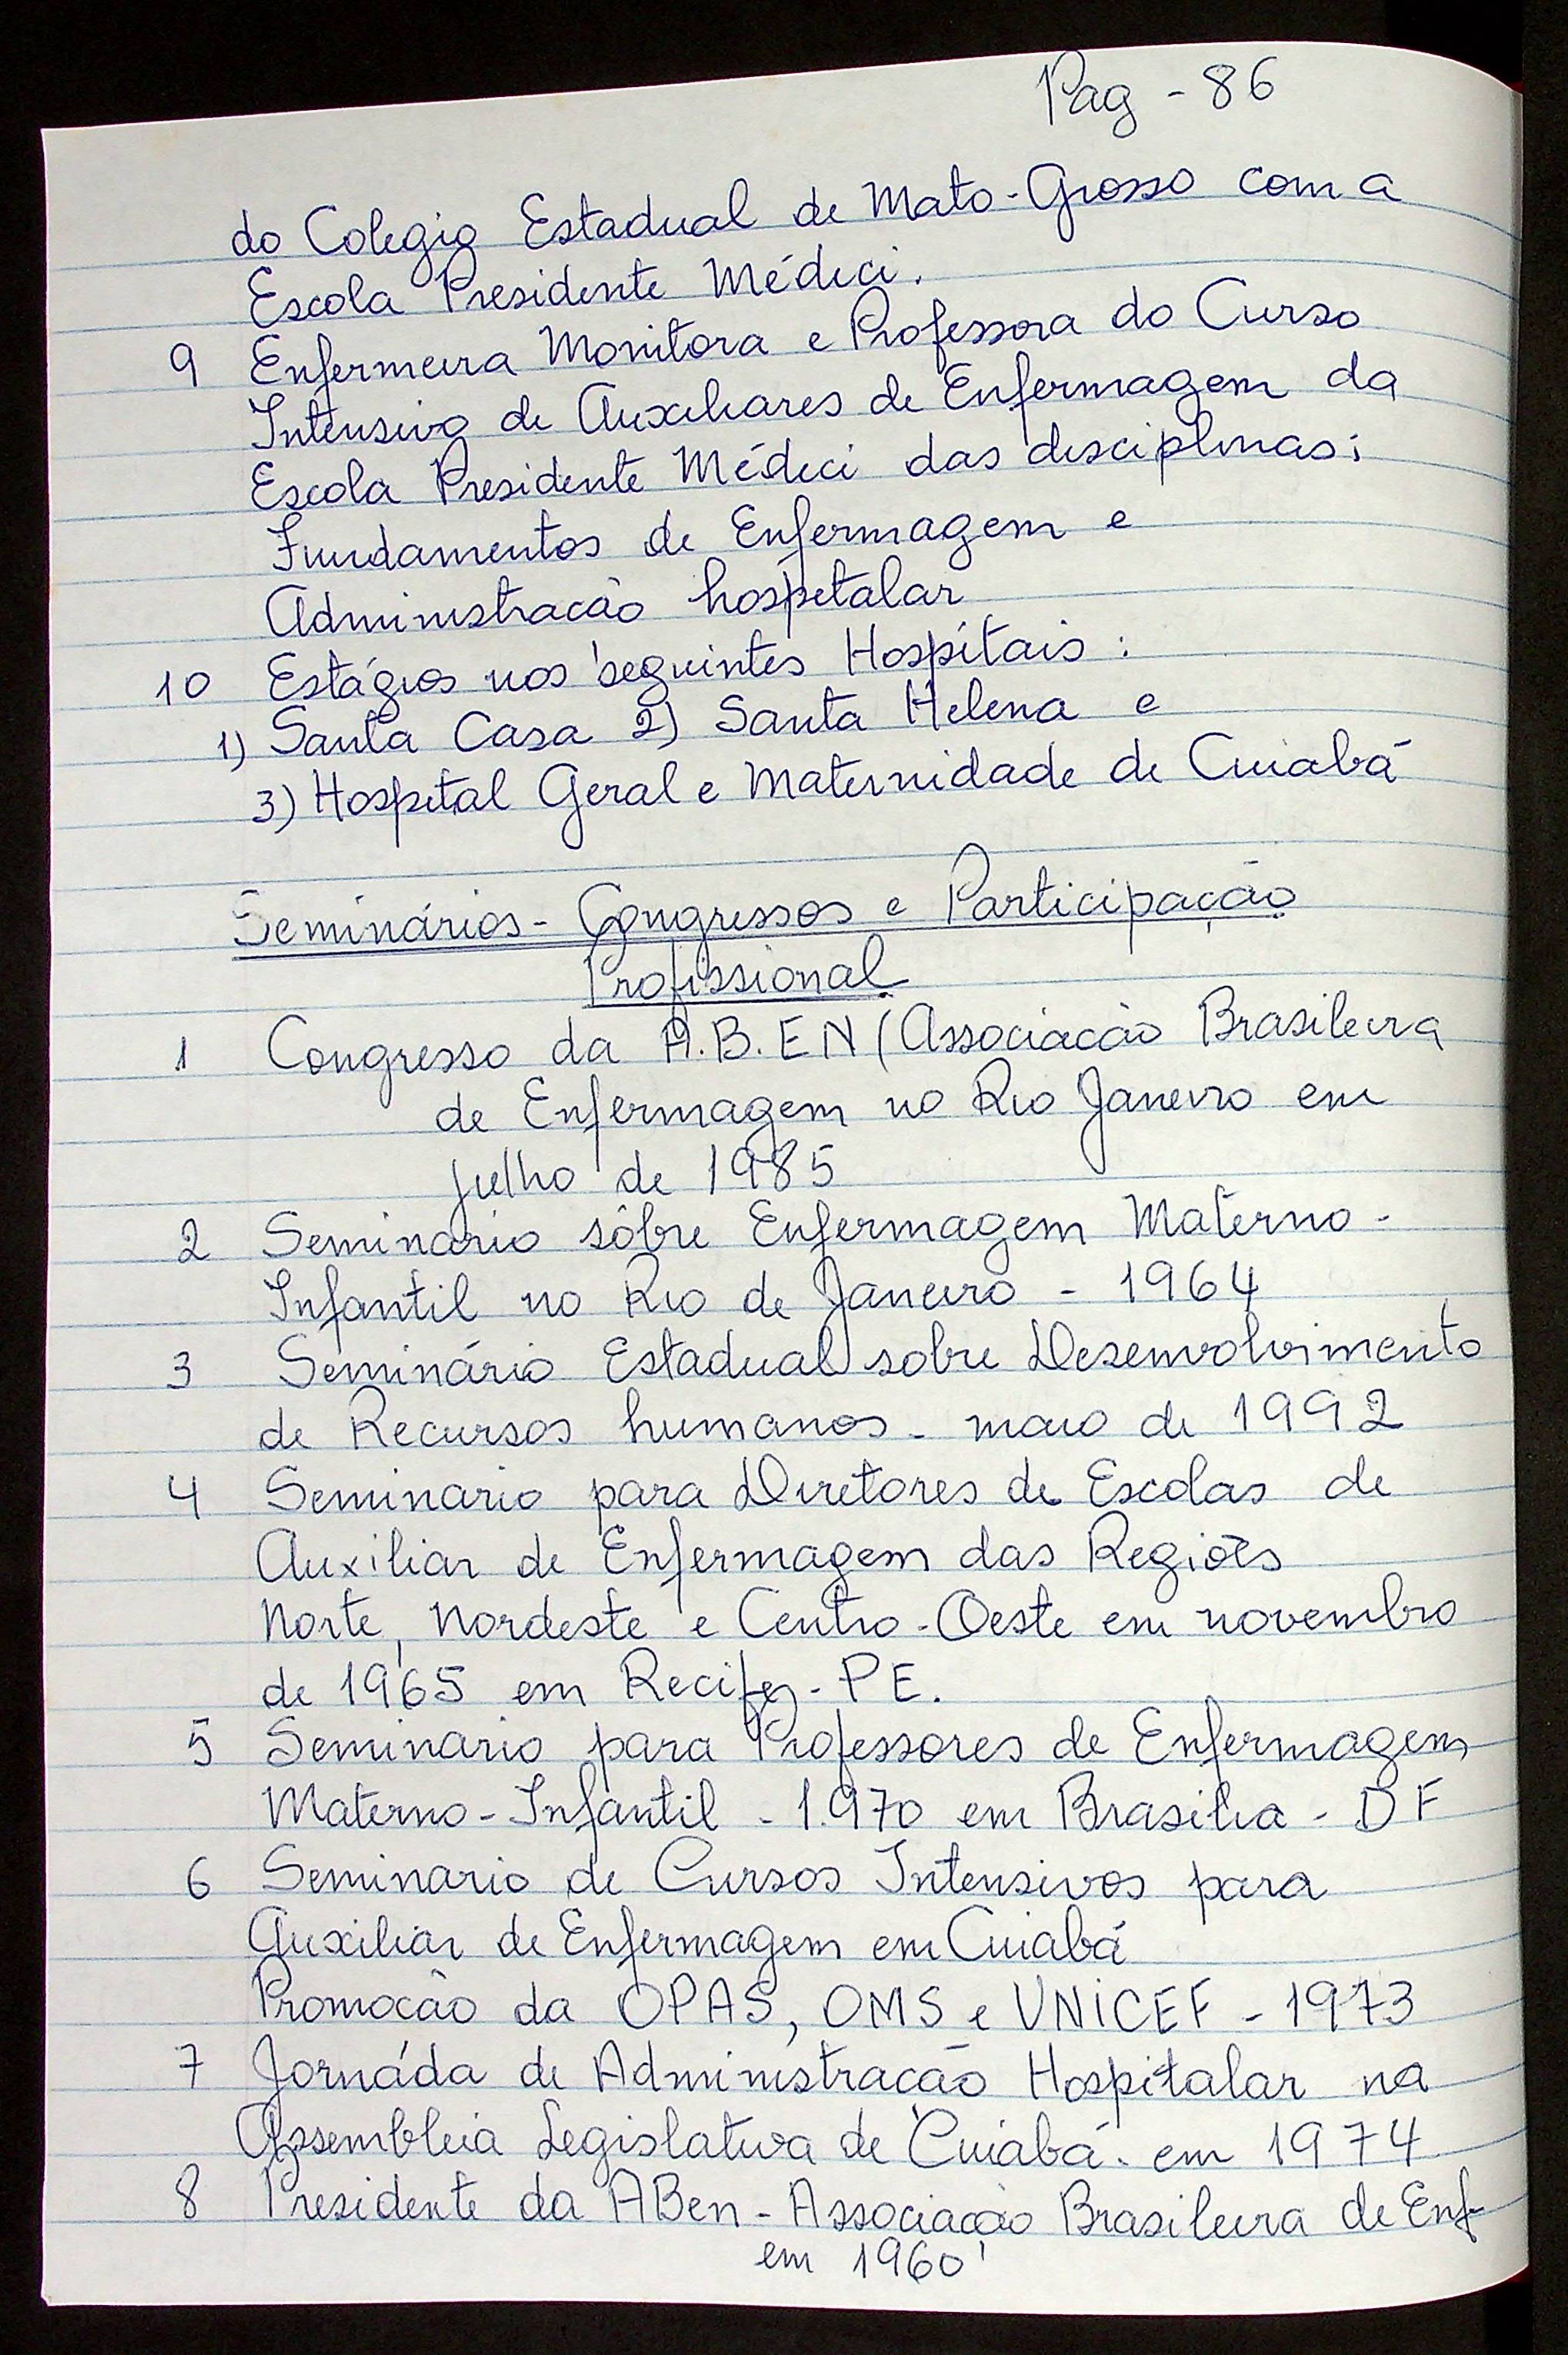 Pag - 86
do Colegio Estadual de Mato-Grosso com a
Escola Presidente Médici.
9 Enfermeira Monitora e Professora do Curso
Intensivo de Auxiliares de Enfermagem da
Escola Presidente Médici das disciplinas:
Fundamentos de Enfermagem e
Administracão hospitalar
10 Estágios nos seguintes Hospitais:
1) Santa Casa 2) Santa Helena e
3) Hospital Geral e Maternidade de Cuiabá
Seminários - Congressos e Participação
Profissional
1 Congresso da A.B.EN (Associacão Brasileira
de Enfermagem no Rio Janeiro em
julho de 1985
2 Seminario sôbre Enfermagem Materno -
Infantil no Rio de Janeiro - 1964
3 Seminário Estadual sobre Desenvolvimento
de Recursos humanos - maio de 1992
4 Seminario para Diretores de Escolas de
Auxiliar de Enfermagem das Regiões
Norte, Nordeste e Centro-Oeste em novembro
de 1965 em Recife - PE.
5 Seminario para Professores de Enfermagem
Materno-Infantil - 1.970 em Brasilia - DF
6 Seminario de Cursos Intensivos para
Auxiliar de Enfermagem em Cuiabá
Promocão da OPAS, OMS e UNICEF - 1973
7 Jornáda de Administracão Hospitalar na
Assembleia Legislativa de Cuiabá. em 1974
8 Presidente da ABen - Associação Brasileira de Enf
em 1960